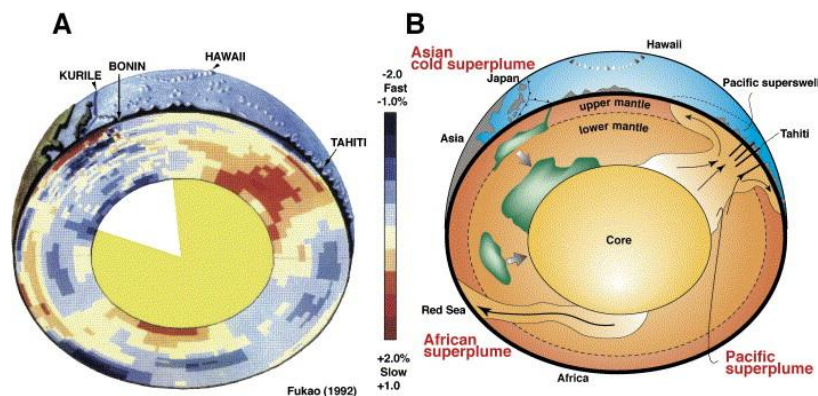 A
HAWAII
BONIN
KURILE
TAHITI
-2.0
Fast
-1.0%
+2.0%
Slow
+1.0
Fukao (1992)
B
Asian
cold superplume
Hawaii
Japan
Pacific superswell
upper mantle
lower mantle
Tahiti
Asia
Core
Red Sea
African
superplume
Pacific
superplume
Africa